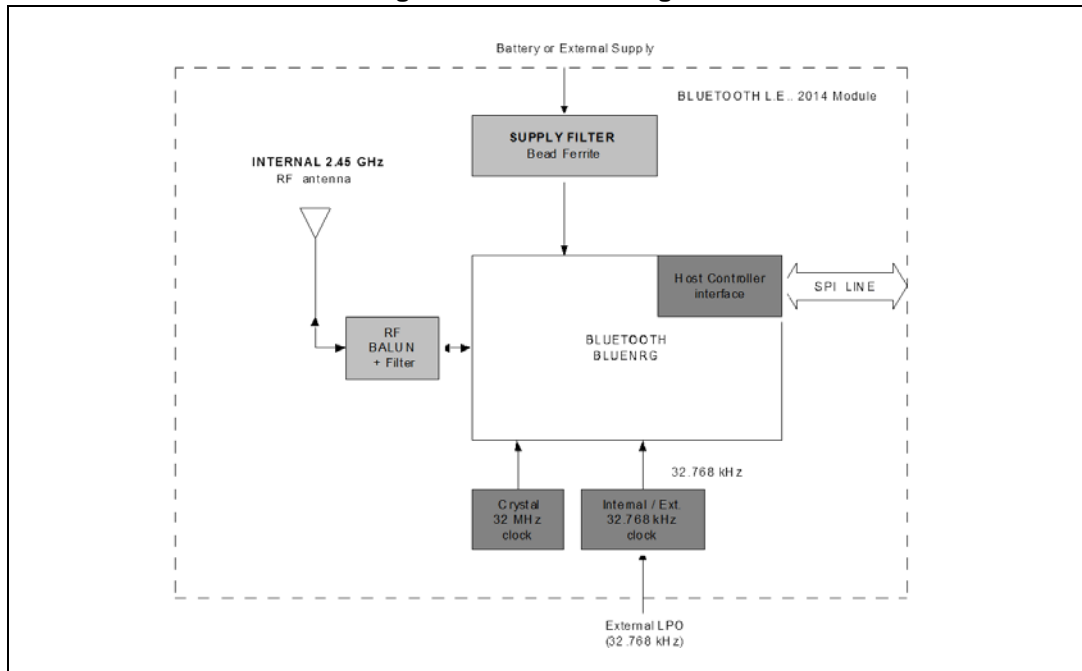 Battery or External Supply
BLUETOOTH L.E.. 2014 Module
SUPPLY FILTER
Bead Ferrite
INTERNAL 2.45 GHz
RF antenna
Host Controller
interface
SPI LINE
RF
BALUN
+ Filter
BLUETOOTH
BLUENRG
32.768 kHz
Crystal
32 MHz
clock
Internal / Ext.
32.768 kHz
clock
External LPO
(32.768 kHz)